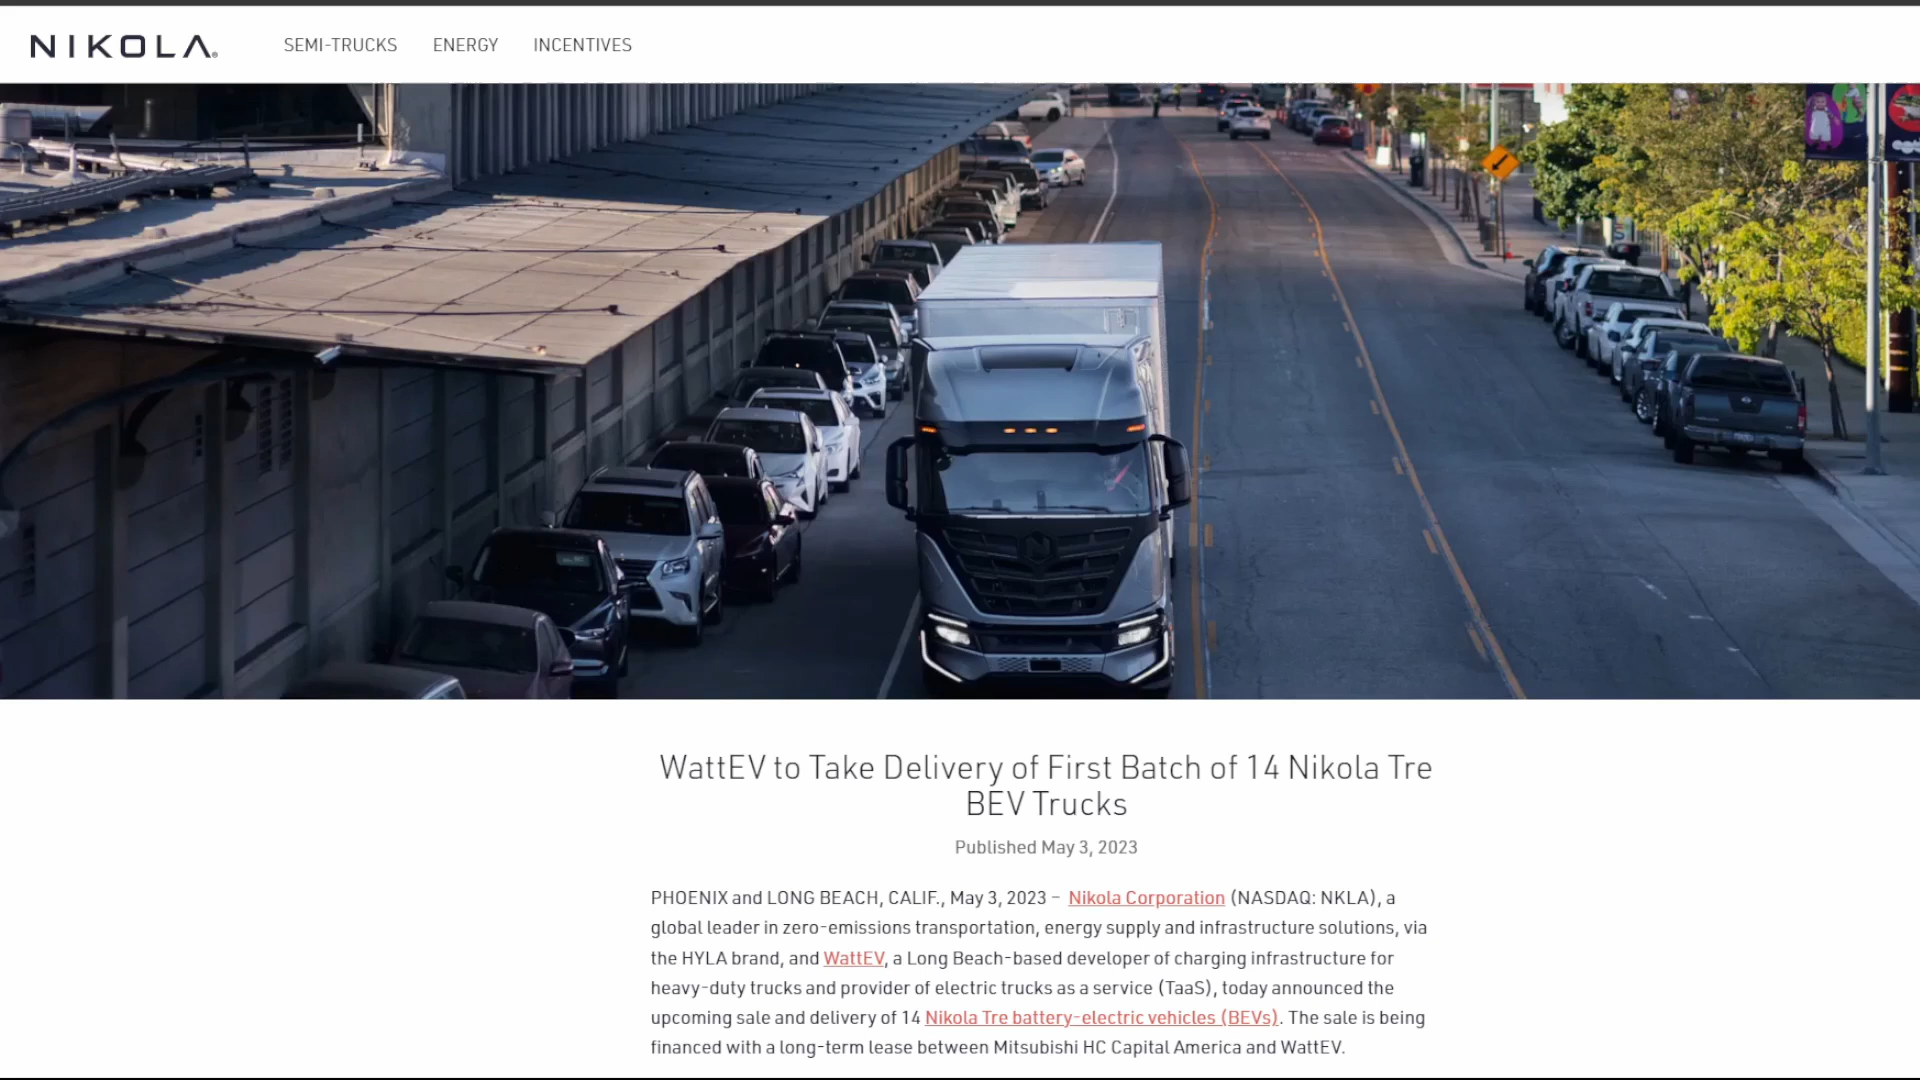 NIKOLA
SEMI-TRUCKS ENERGY INCENTIVES
WattEV to Take Delivery of First Batch of 14 Nikola Tre
BEV Trucks
Published May 3, 2023
PHOENIX and LONG BEACH, CALIF., May 3, 2023 – Nikola Corporation (NASDAQ: NKLA), a
global leader in zero-emissions transportation, energy supply and infrastructure solutions, via
the HYLA brand, and WattEV, a Long Beach-based developer of charging infrastructure for
heavy-duty trucks and provider of electric trucks as a service (TaaS), today announced the
upcoming sale and delivery of 14 Nikola Tre battery-electric vehicles (BEVs). The sale is being
financed with a long-term lease between Mitsubishi HC Capital America and WattEV.